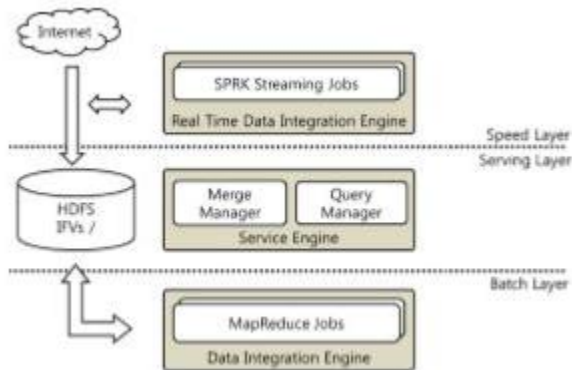 Internet
SPRK Streaming Jobs
Real Time Data Integration Engine
Speed Layer
Serving Layer
HDFS
IFVs /
Merge
Manager
Query
Manager
Service Engine
Batch Layer
MapReduce Jobs
Data Integration Engine